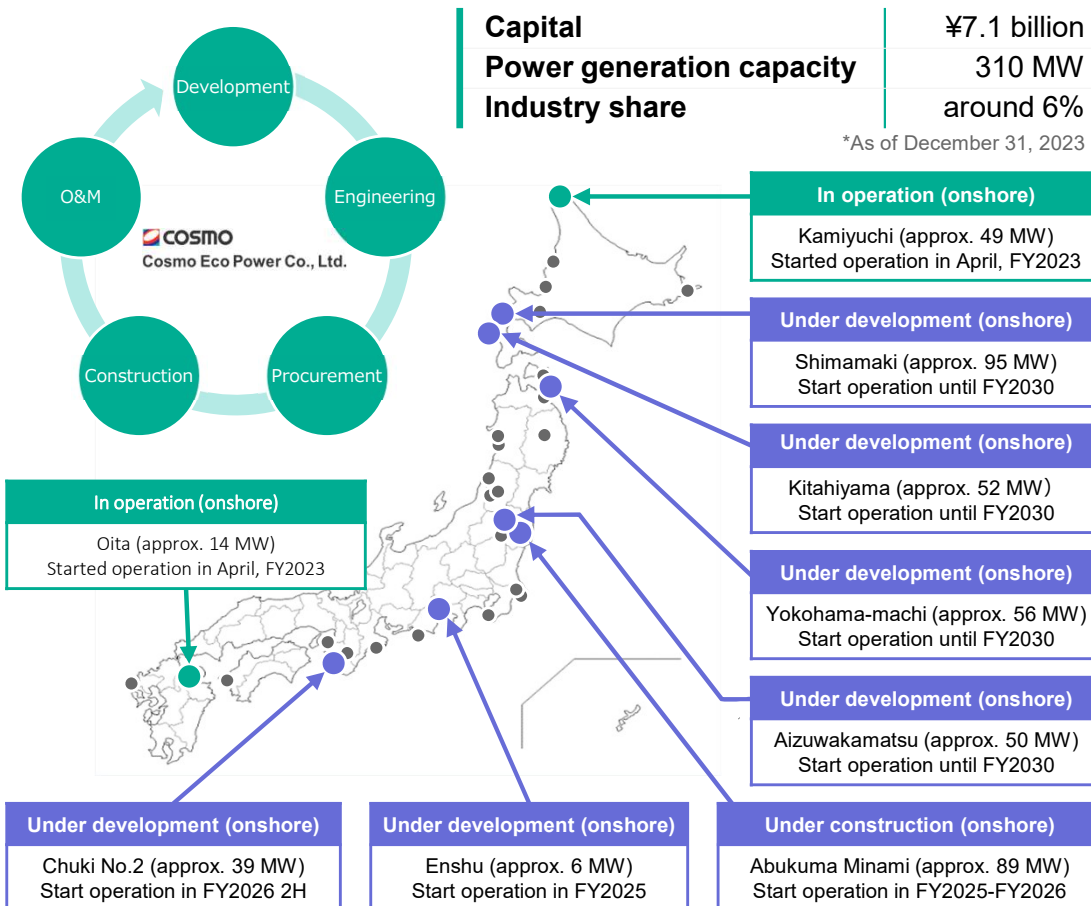 Capital ¥7.1 billion
Power generation capacity 310 MW
Industry share around 6%
*As of December 31, 2023
Development
Engineering
Procurement
Construction
O&M
COSMO
Cosmo Eco Power Co., Ltd.
In operation (onshore)
Kamiyuchi (approx. 49 MW)
Started operation in April, FY2023
Under development (onshore)
Shimamaki (approx. 95 MW)
Start operation until FY2030
Under development (onshore)
Kitahiyama (approx. 52 MW)
Start operation until FY2030
Under development (onshore)
Yokohama-machi (approx. 56 MW)
Start operation until FY2030
Under development (onshore)
Aizuwakamatsu (approx. 50 MW)
Start operation until FY2030
In operation (onshore)
Oita (approx. 14 MW)
Started operation in April, FY2023
Under development (onshore)
Chuki No.2 (approx. 39 MW)
Start operation in FY2026 2H
Under development (onshore)
Enshu (approx. 6 MW)
Start operation in FY2025
Under construction (onshore)
Abukuma Minami (approx. 89 MW)
Start operation in FY2025-FY2026